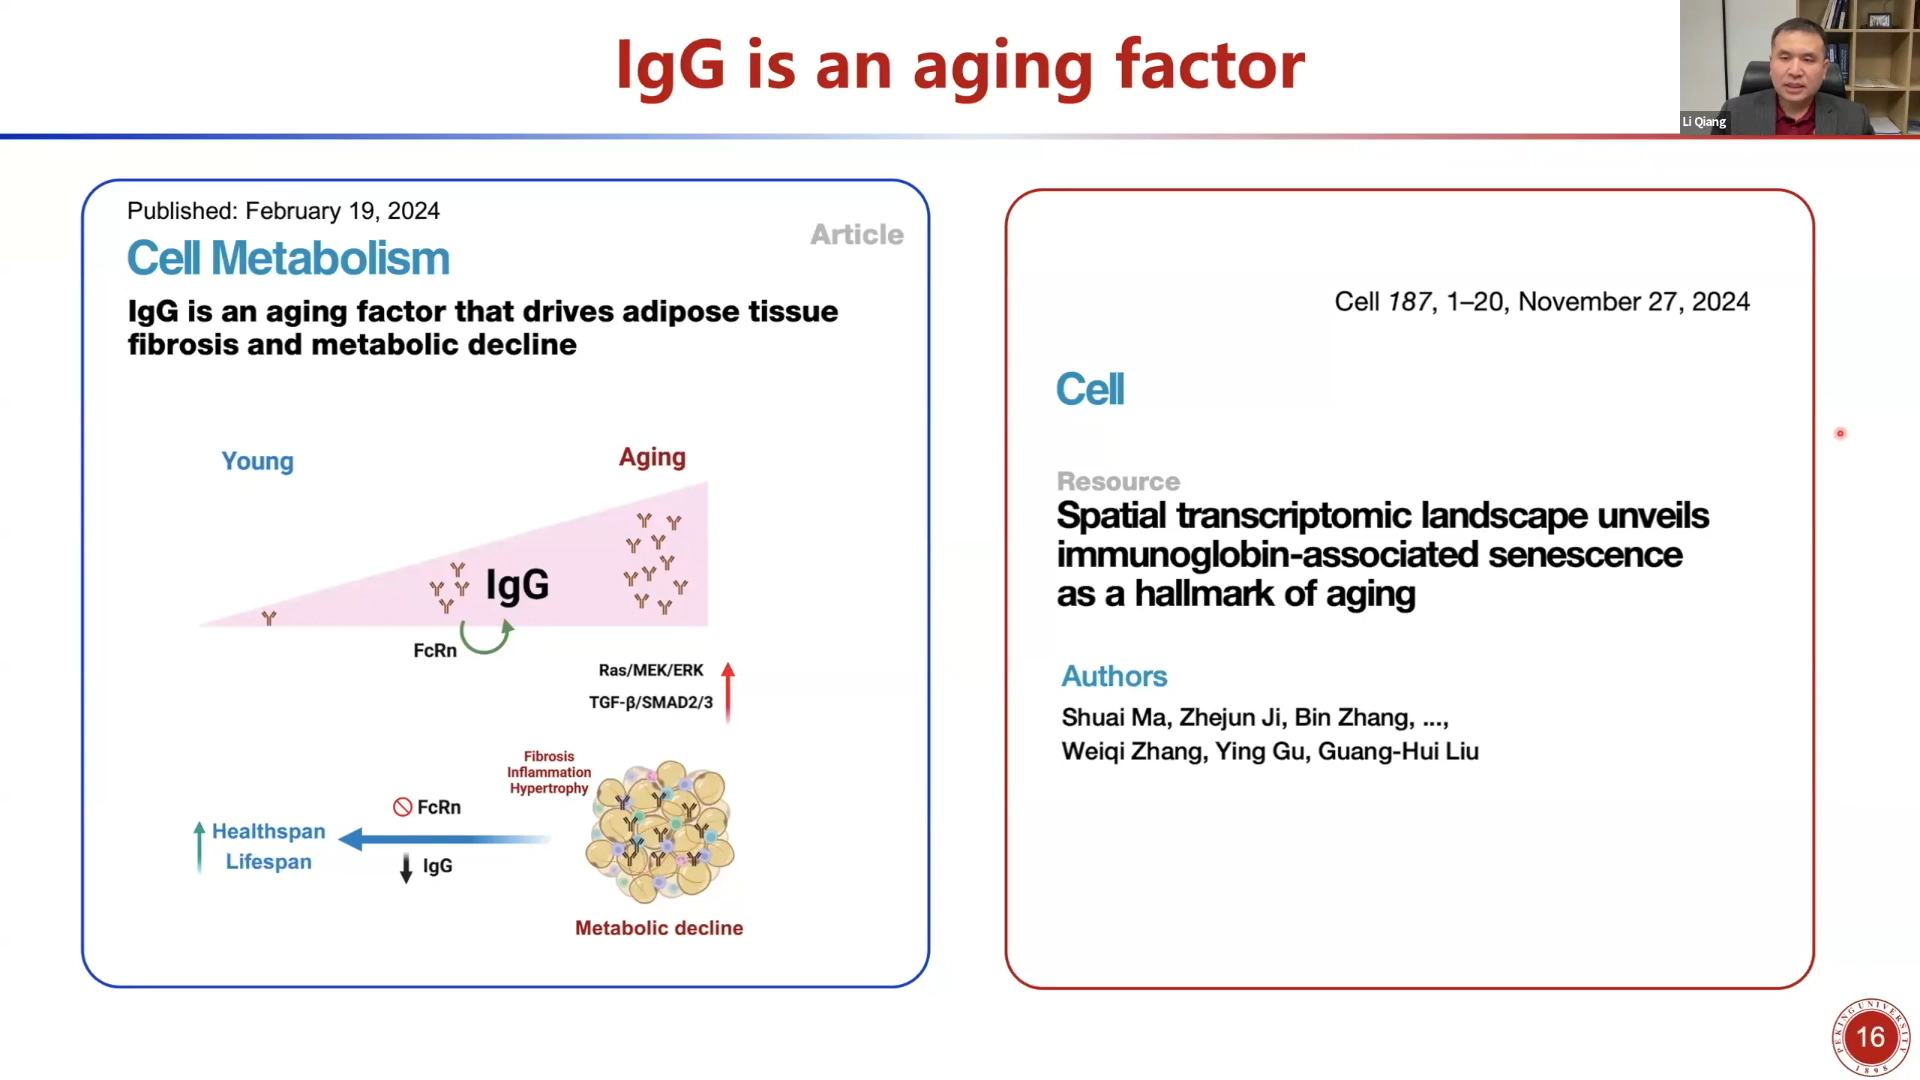 IgG is an aging factor
Li Qiang
Published: February 19, 2024
Article
Cell Metabolism
IgG is an aging factor that drives adipose tissue
fibrosis and metabolic decline
Young
Aging
IgG
FcRn
Ras/MEK/ERK
TGF-β/SMAD2/3
Fibrosis
Inflammation
Hypertrophy
FcRn
Healthspan
Lifespan
IgG
Metabolic decline
Cell 187, 1–20, November 27, 2024
Cell
Resource
Spatial transcriptomic landscape unveils
immunoglobin-associated senescence
as a hallmark of aging
Authors
Shuai Ma, Zhejun Ji, Bin Zhang, ...,
Weiqi Zhang, Ying Gu, Guang-Hui Liu
PEKING UNIVERSITY
16
1898